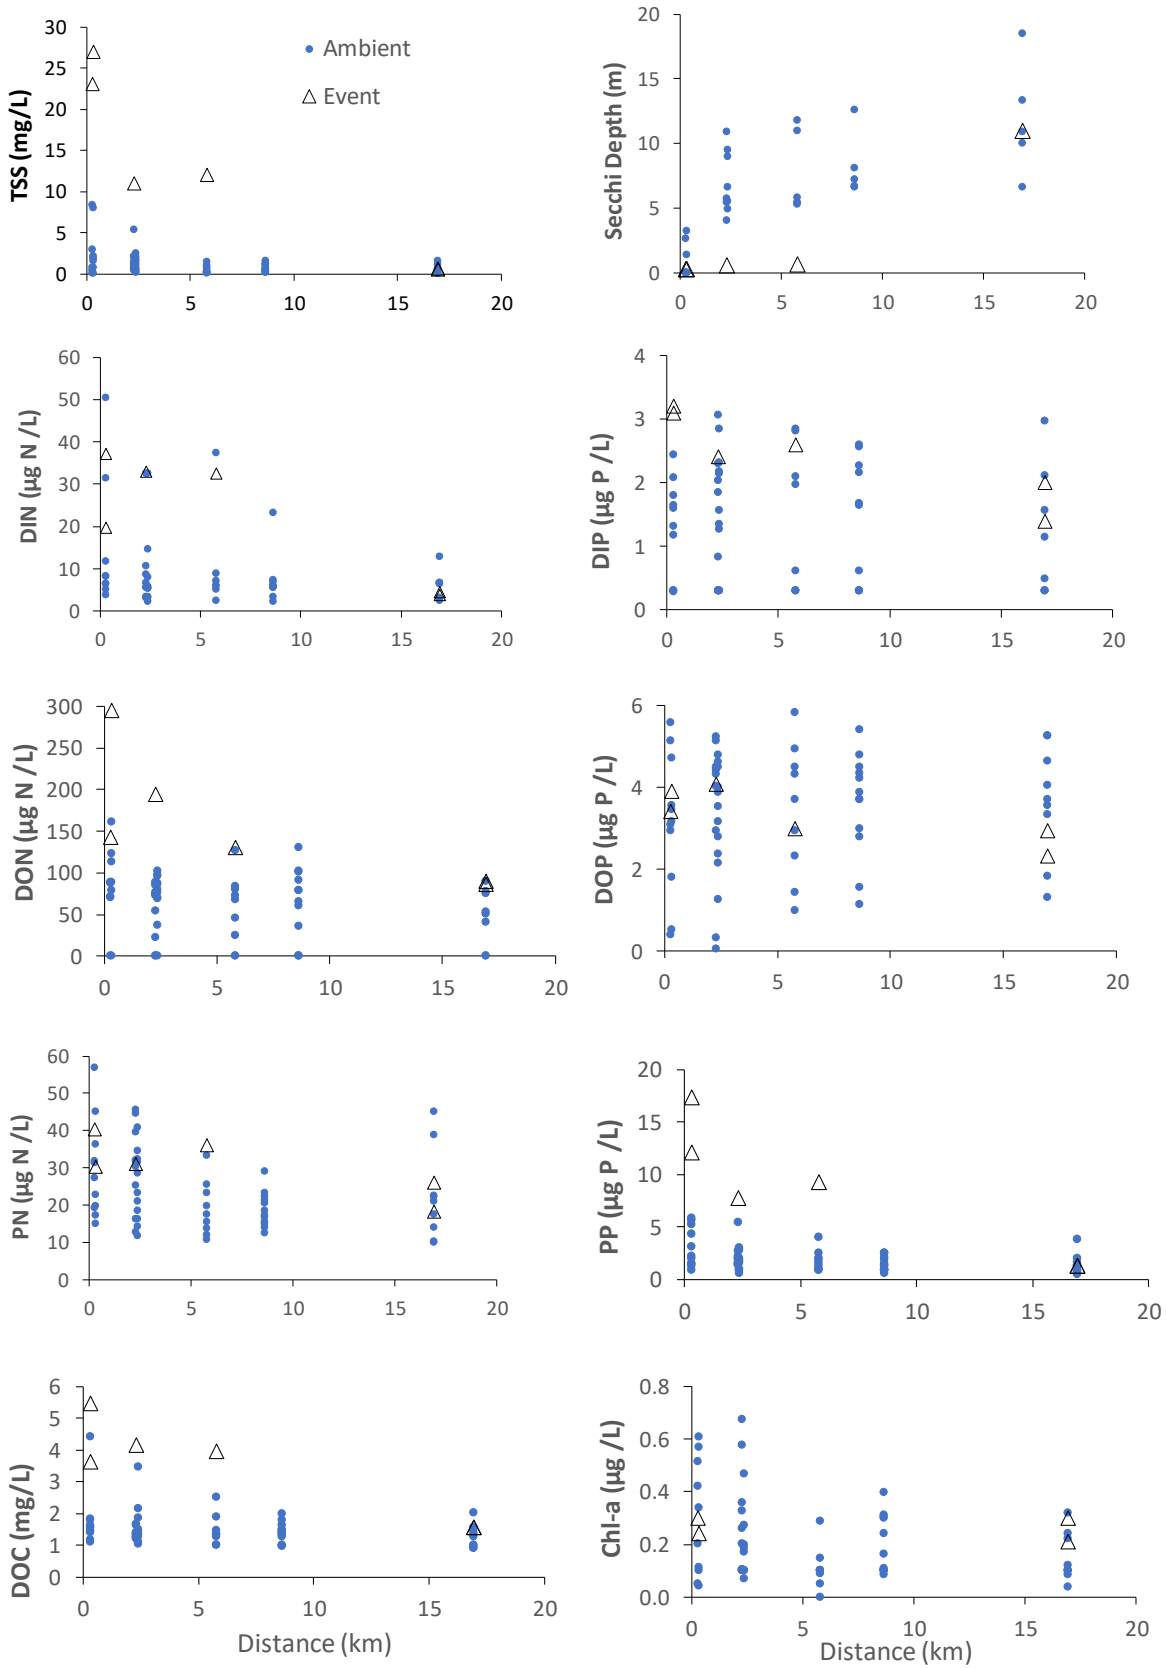 30
25
20
15
10
5
0
TSS (mg/L)
Ambient
Event
0 5 10 15 20
20
15
10
5
0
Secchi Depth (m)
0 5 10 15 20
60
50
40
30
20
10
0
DIN (µg N /L)
0 5 10 15 20
4
3
2
1
0
DIP (µg P /L)
0 5 10 15 20
300
250
200
150
100
50
0
DON (µg N /L)
0 5 10 15 20
6
4
2
0
DOP (µg P /L)
0 5 10 15 20
60
50
40
30
20
10
0
PN (µg N /L)
0 5 10 15 20
20
15
10
5
0
PP (µg P /L)
0 5 10 15 20
6
5
4
3
2
1
0
DOC (mg/L)
0 5 10 15 20
Distance (km)
0.8
0.6
0.4
0.2
0.0
Chl-a (µg /L)
0 5 10 15 20
Distance (km)